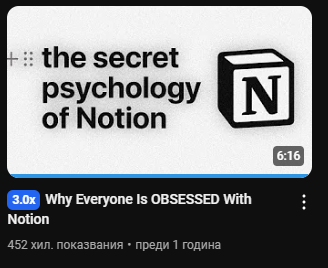 the secret
psychology
of Notion
N
6:16
3.0x Why Everyone Is OBSESSED With
Notion
452 хил. показвания • преди 1 година